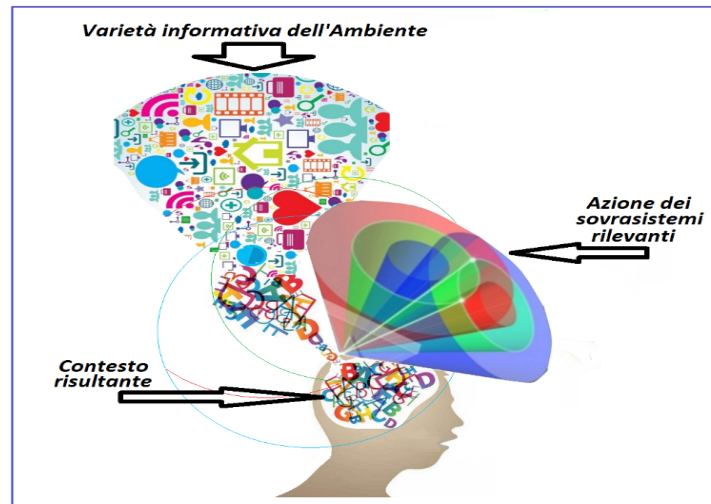 Varietà informativa dell'Ambiente
Azione dei
sovrasistemi
rilevanti
Contesto
risultante